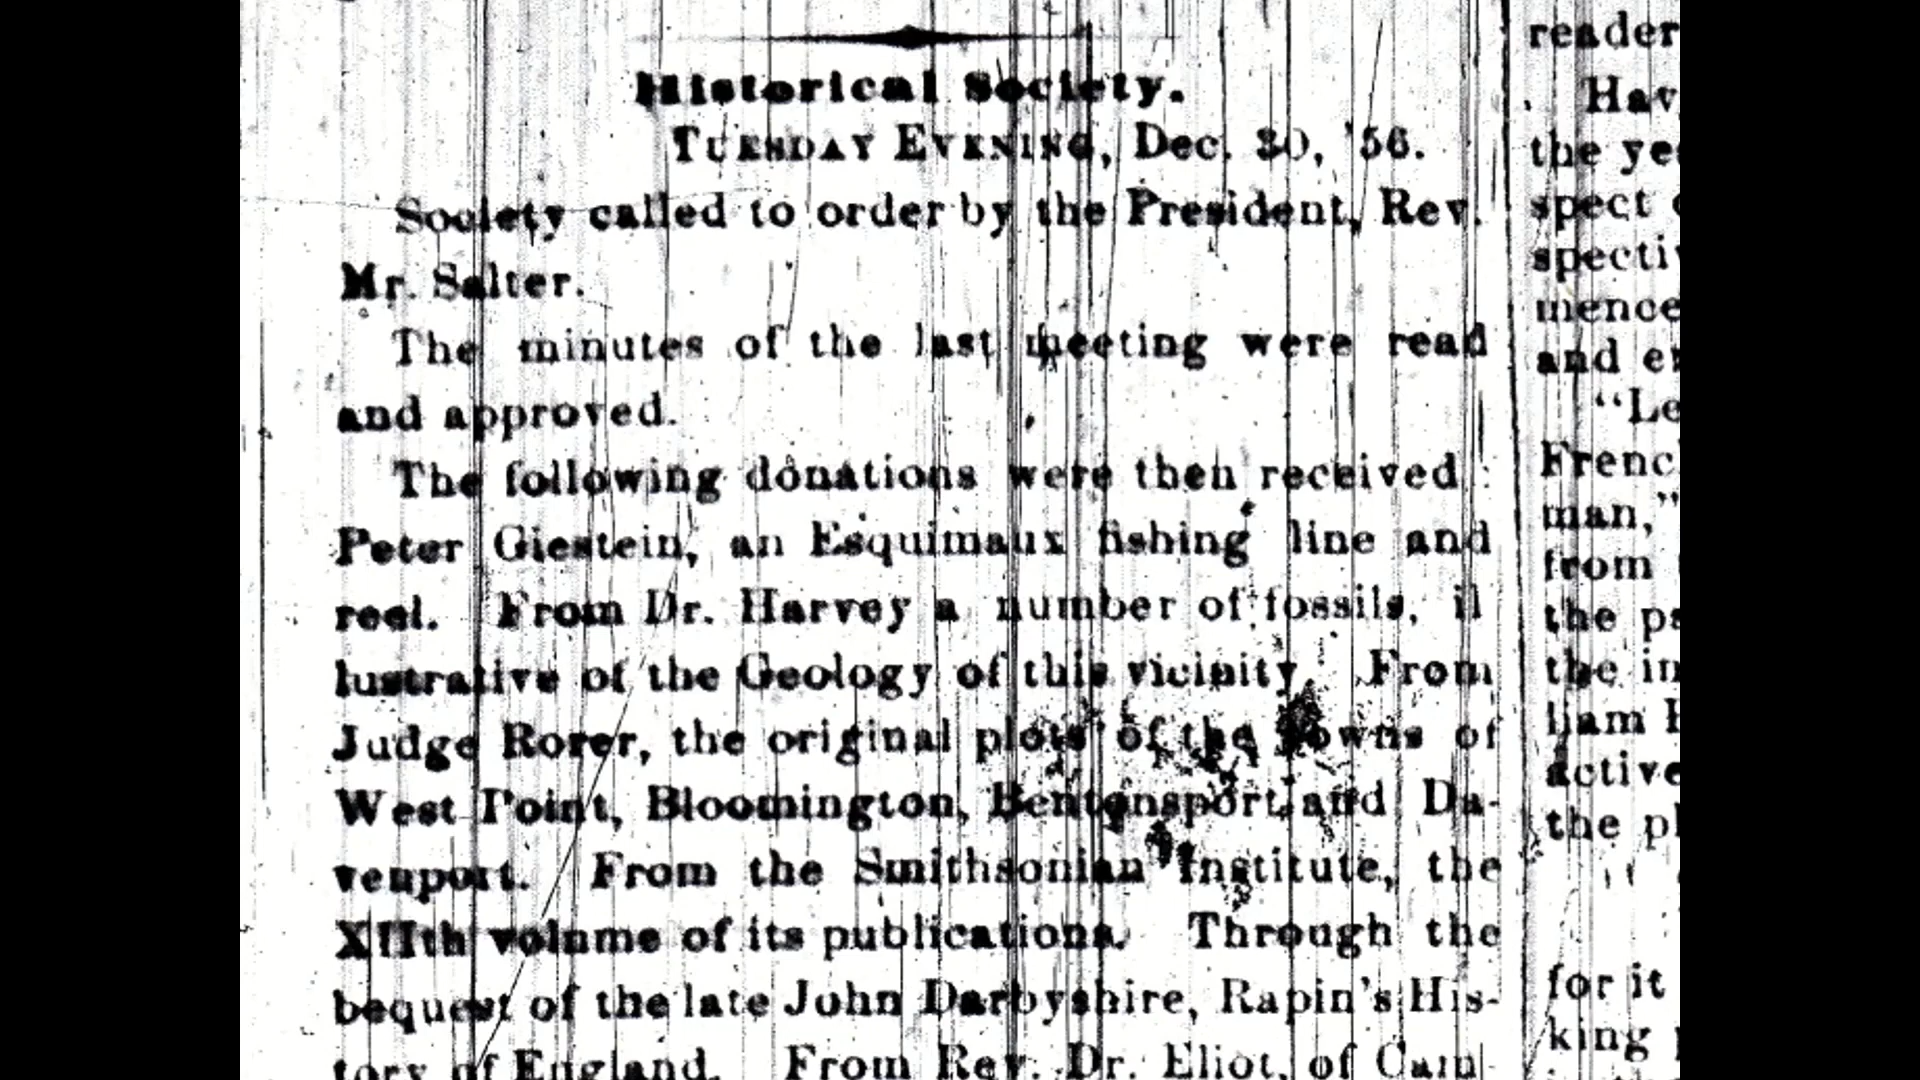 Historical Society.
TUESDAY EVENING, Dec. 30, '56.
Society called to order by the President, Rev.
Mr. Salter.
The minutes of the last meeting were read
and approved.
The following donations were then received :
Peter Giestein, an Esquimaux fishing line and
reel. From Dr. Harvey a number of fossils, il
lustrative of the Geology of this vicinity. From
Judge Rorer, the original plots of the towns of
West Point, Bloomington, Bentonsport and Da-
venport. From the Smithsonian Institute, the
XIIth volume of its publications. Through the
bequest of the late John Darbyshire, Rapin's His-
tory of England. From Rev. Dr. Eliot, of Cam
reader
Hav
the ye
spect
specti
mence
and e
"Le
Frenc
man,"
from
the ps
the in
liam
active
the pl
for it
king